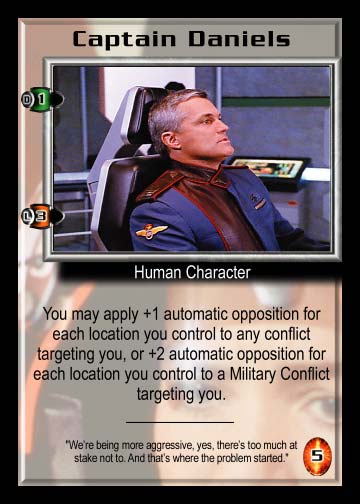 Captain Daniels
D 1
L 3
Human Character
You may apply +1 automatic opposition for
each location you control to any conflict
targeting you, or +2 automatic opposition for
each location you control to a Military Conflict
targeting you.
"We're being more aggressive, yes, there's too much at
stake not to. And that's where the problem started."
5